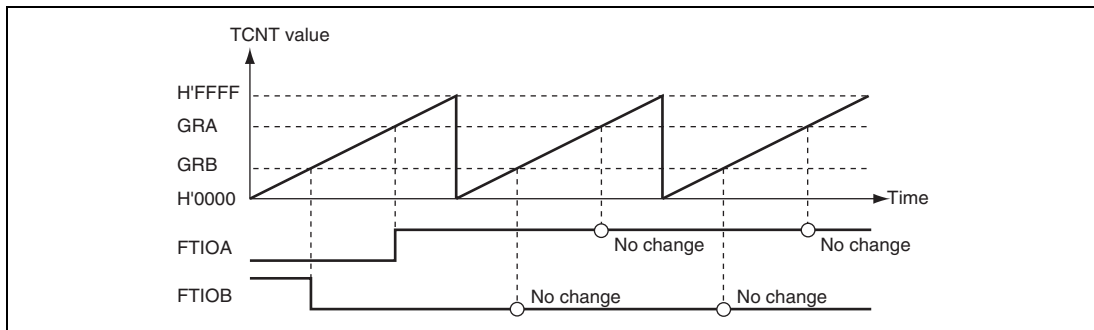 TCNT value
H'FFFF
GRA
GRB
H'0000
Time
FTIOA
No change
No change
FTIOB
No change
No change